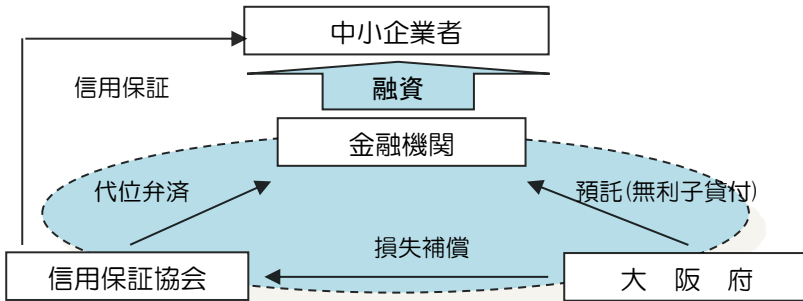 中小企業者
信用保証
融資
金融機関
代位弁済
預託(無利子貸付)
損失補償
信用保証協会
大　阪　府